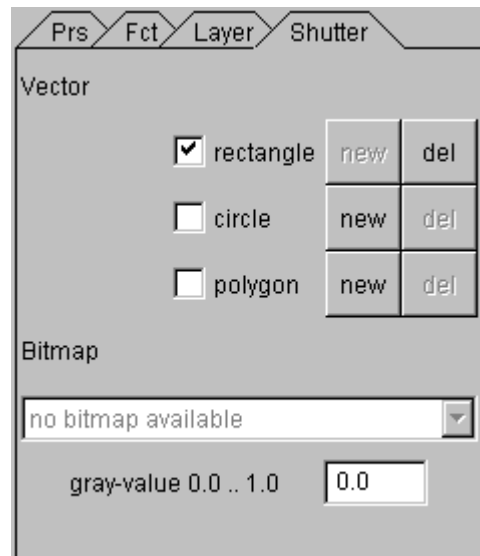 Prs Fct Layer Shutter
Vector
rectangle new del
circle new del
polygon new del
Bitmap
no bitmap available
gray-value 0.0 .. 1.0 0.0